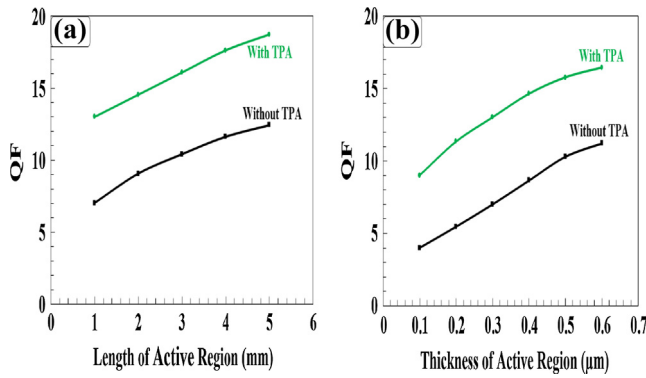 (a)
20
15
10
5
0
QF
With TPA
Without TPA
0 1 2 3 4 5 6
Length of Active Region (mm)
(b)
20
15
10
5
0
QF
With TPA
Without TPA
0 0.1 0.2 0.3 0.4 0.5 0.6 0.7
Thickness of Active Region (µm)